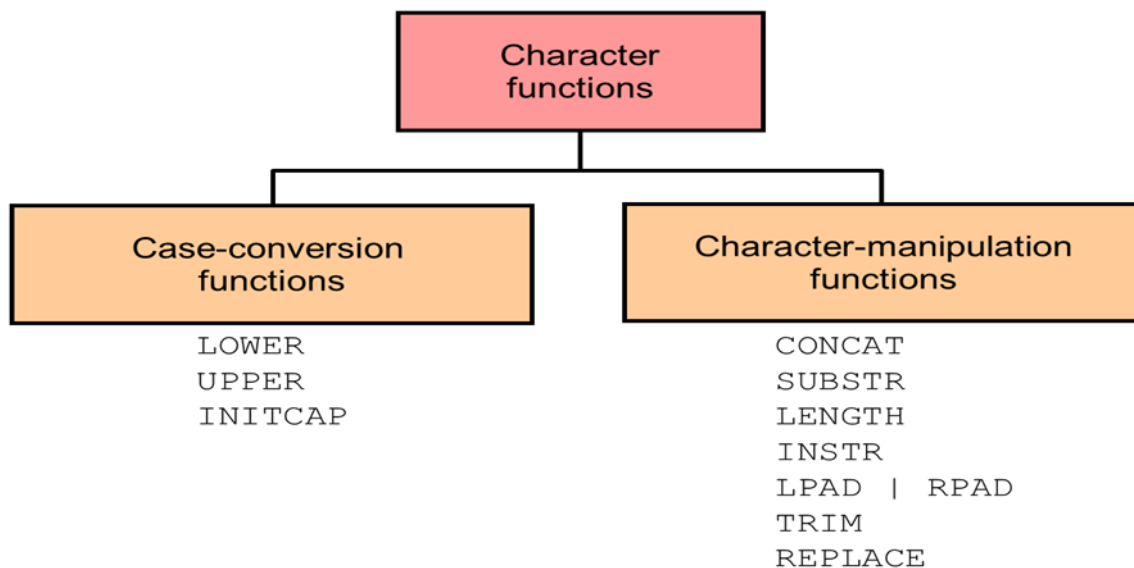 Character
functions
Case-conversion
functions
LOWER
UPPER
INITCAP
Character-manipulation
functions
CONCAT
SUBSTR
LENGTH
INSTR
LPAD | RPAD
TRIM
REPLACE